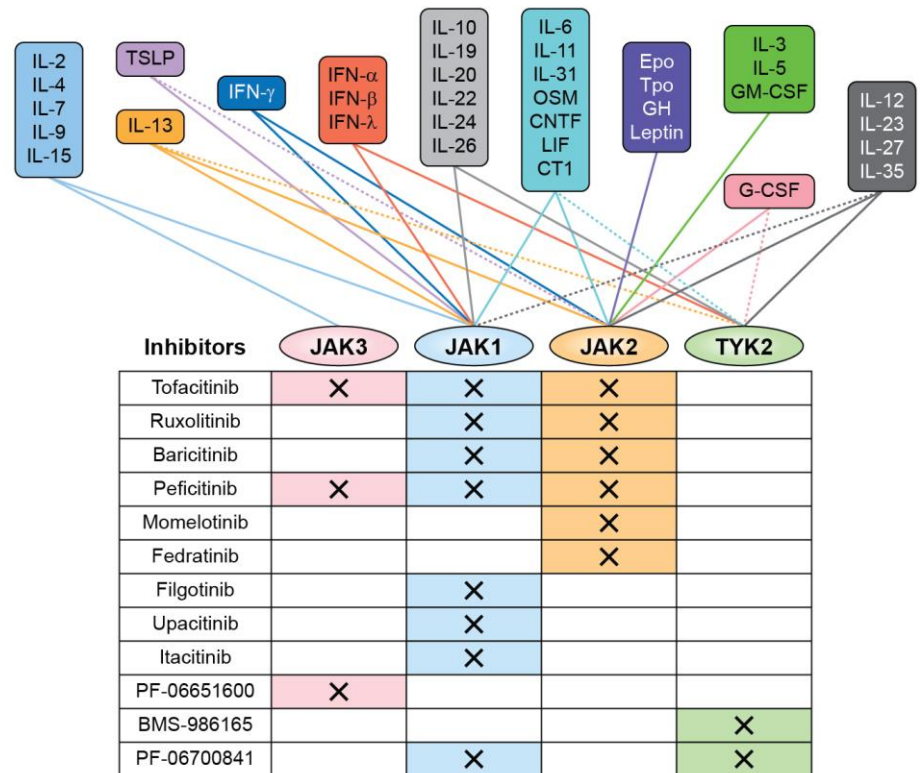 IL-2
IL-4
IL-7
IL-9
IL-15
TSLP
IL-13
IFN-γ
IFN-α
IFN-β
IFN-λ
IL-10
IL-19
IL-20
IL-22
IL-24
IL-26
IL-6
IL-11
IL-31
OSM
CNTF
LIF
CT1
Epo
Tpo
GH
Leptin
IL-3
IL-5
GM-CSF
G-CSF
IL-12
IL-23
IL-27
IL-35
Inhibitors JAK3 JAK1 JAK2 TYK2
Tofacitinib X X X
Ruxolitinib X X
Baricitinib X X
Peficitinib X X X
Momelotinib X
Fedratinib X
Filgotinib X
Upacitinib X
Itacitinib X
PF-06651600 X
BMS-986165 X
PF-06700841 X X